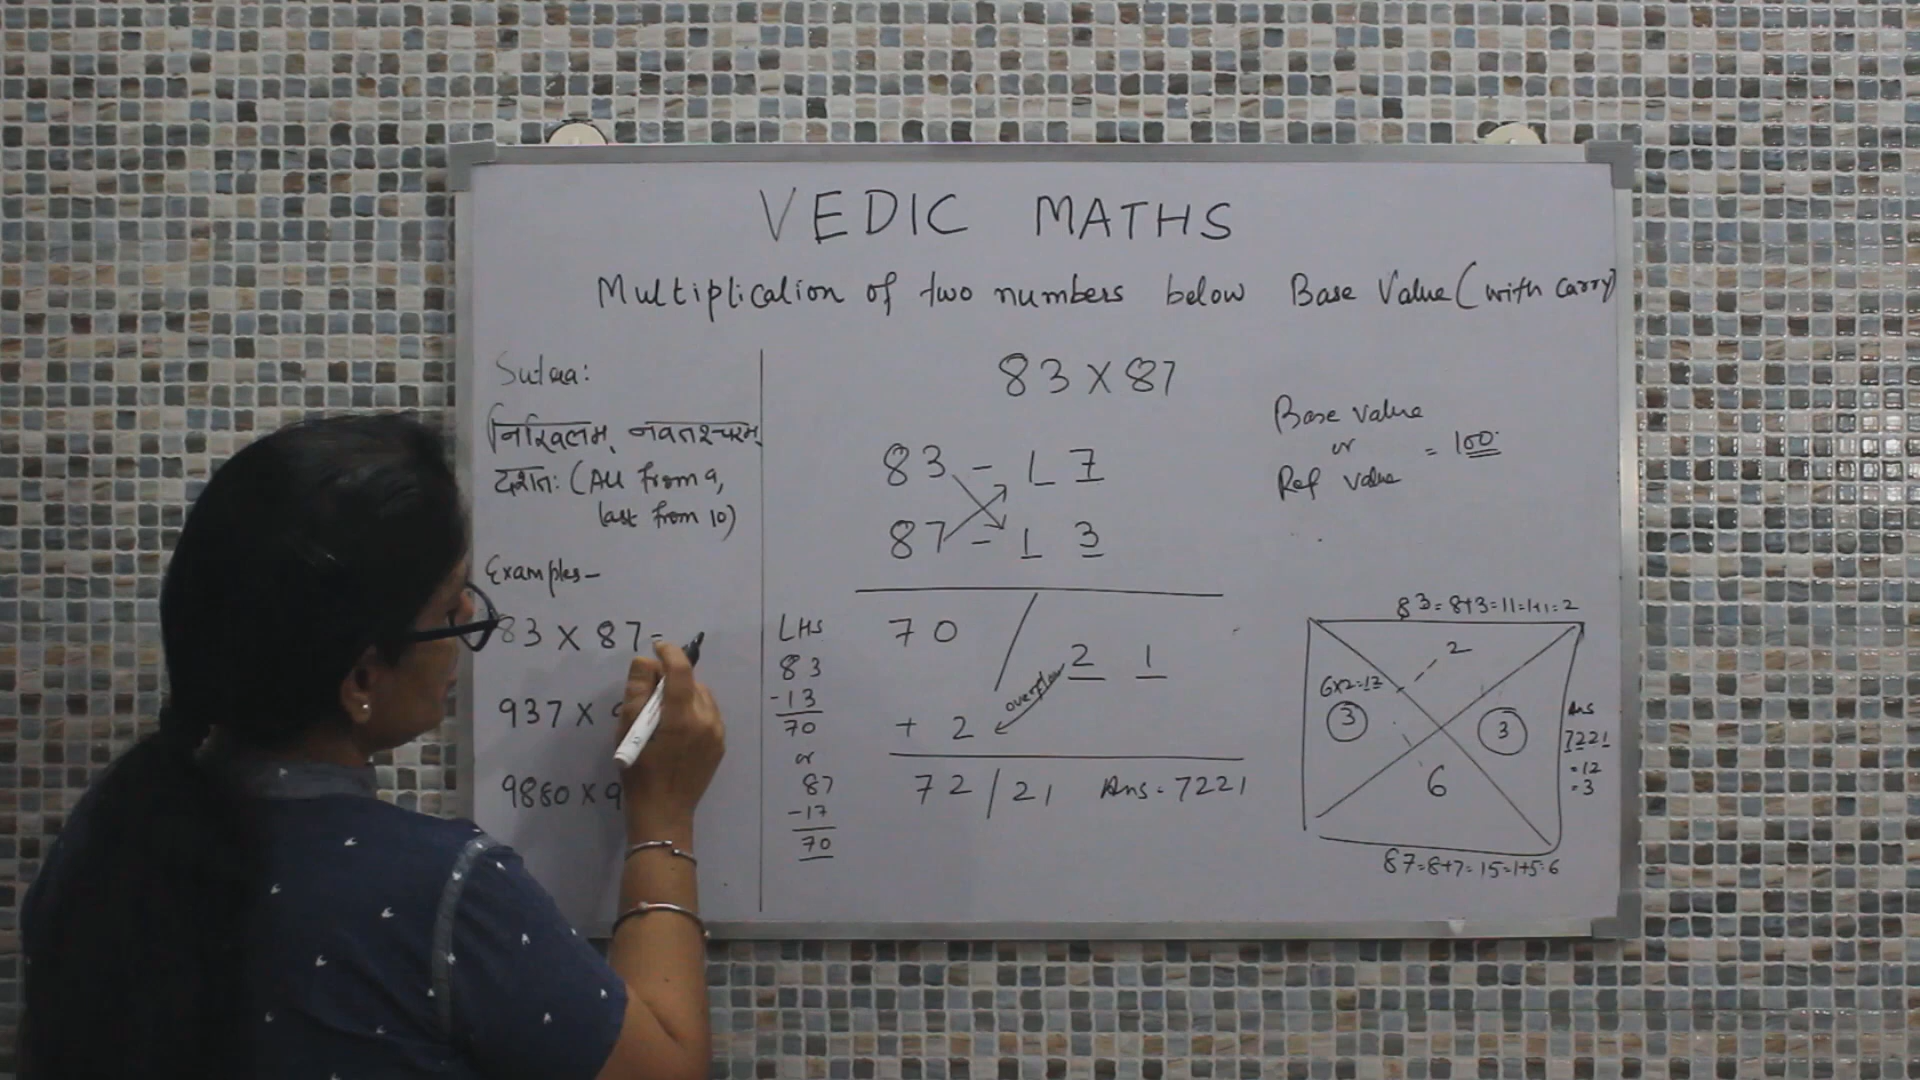 VEDIC MATHS
Multiplication of two numbers below Base Value (with carry)
Sutraa:
निखिलम् नवतश्चरम्
दशतः (All from 9,
last from 10)
Examples-
83 X 87=
937 X 9
9880 X 9
83 X 87
83 - 17
87 - 13
70 / 21
overflow
+ 2
72/21 Ans = 7221
LHS
83
-13
70
or
87
-17
70
Base value
or = 100
Ref value
83=8+3=11=1+1=2
2
6x2=12
3
3
6
87=8+7=15=1+5=6
Ans
7221
=12
=3